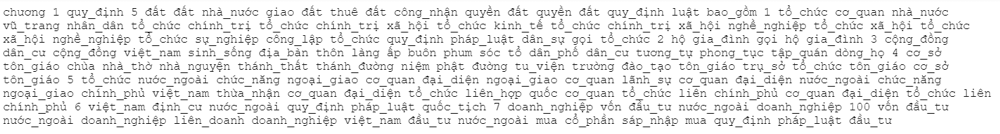 chương 1 quy_định 5 đất đất nhà_nước giao đất thuê đất công_nhận quyền đất quyền đất quy_định luật bao_gồm 1 tổ_chức cơ_quan nhà_nước
vũ_trang nhân_dân tổ_chức chính_trị tổ_chức chính_trị xã_hội tổ_chức kinh_tế tổ_chức chính_trị xã_hội nghề_nghiệp tổ_chức xã_hội tổ_chức
xã_hội nghề_nghiệp tổ_chức sự_nghiệp công_lập tổ_chức quy_định pháp_luật dân_sự gọi tổ_chức 2 hộ gia_đình gọi hộ gia_đình 3 cộng_đồng
dân_cư cộng_đồng việt_nam sinh_sống địa_bàn thôn làng ấp buôn phum sóc tổ dân_phố dân_cư tương_tự phong_tục tập_quán dòng_họ 4 cơ_sở
tôn_giáo chùa nhà_thờ nhà_nguyện thánh_thất thánh_đường niệm phật đường tu_viện trường đào_tạo tôn_giáo trụ_sở tổ_chức tôn_giáo cơ_sở
tôn_giáo 5 tổ_chức nước_ngoài chức_năng ngoại_giao cơ_quan đại_diện ngoại_giao cơ_quan lãnh_sự cơ_quan đại_diện nước_ngoài chức_năng
ngoại_giao chính_phủ việt_nam thừa_nhận cơ_quan đại_diện tổ_chức liên_hợp quốc cơ_quan tổ_chức liên chính_phủ cơ_quan đại_diện tổ_chức liên
chính_phủ 6 việt_nam định_cư nước_ngoài quy_định pháp_luật quốc_tịch 7 doanh_nghiệp vốn đầu_tư nước_ngoài doanh_nghiệp 100 vốn đầu_tư
nước_ngoài doanh_nghiệp liên_doanh doanh_nghiệp việt_nam đầu_tư nước_ngoài mua cổ_phần sáp_nhập mua quy_định pháp_luật đầu_tư